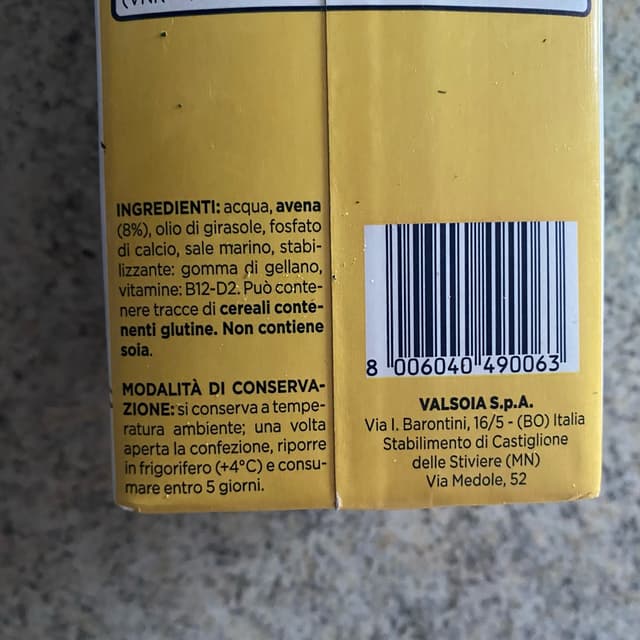 INGREDIENTI: acqua, avena
(8%), olio di girasole, fosfato
di calcio, sale marino, stabi-
lizzante: gomma di gellano,
vitamine: B12-D2. Può conte-
nere tracce di cereali conte-
nenti glutine. Non contiene
soia.
MODALITÀ DI CONSERVA-
ZIONE: si conserva a tempe-
ratura ambiente; una volta
aperta la confezione, riporre
in frigorifero (+4°C) e consu-
mare entro 5 giorni.
8 006040 490063
VALSOIA S.p.A.
Via I. Barontini, 16/5 - (BO) Italia
Stabilimento di Castiglione
delle Stiviere (MN)
Via Medole, 52